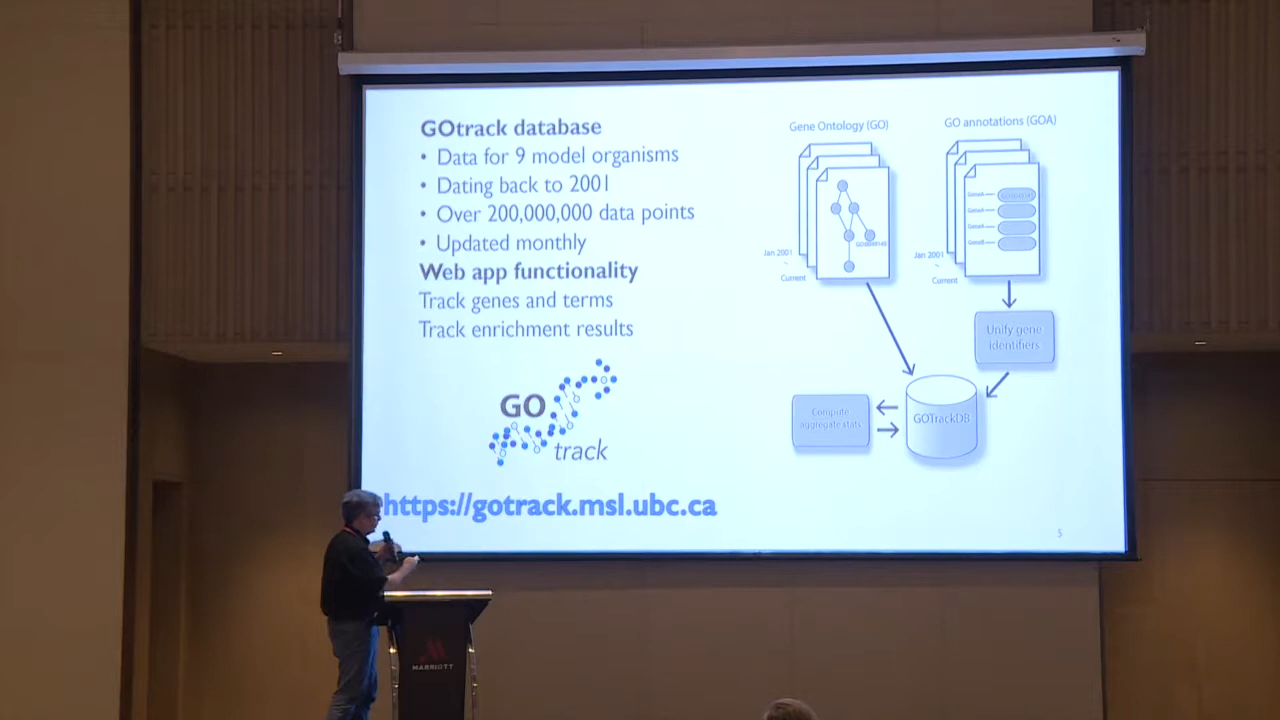 GOtrack database
• Data for 9 model organisms
• Dating back to 2001
• Over 200,000,000 data points
• Updated monthly
Web app functionality
Track genes and terms
Track enrichment results
GO
track
https://gotrack.msl.ubc.ca
Gene Ontology (GO)
Jan 2001
~
Current
GO annotations (GOA)
Jan 2001
~
Current
Unify gene
identifiers
Compute
aggregate stats
GOTrackDB
5
MARRIOTT